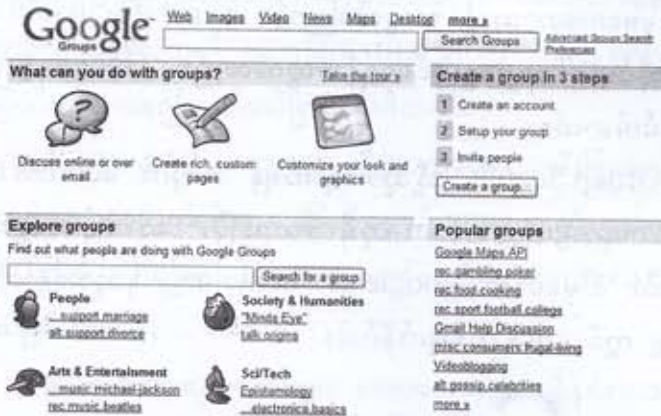 Google
Groups
Web Images Video News Maps Desktop more »
Search Groups
Advanced Groups Search
Preferences
What can you do with groups?
Take the tour »
Discuss online or over
email
Create rich, custom
pages
Customize your look and
graphics
Create a group in 3 steps
1 Create an account
2 Setup your group
3 Invite people
Create a group...
Explore groups
Find out what people are doing with Google Groups
Search for a group
People
...support.marriage
alt.support.divorce
Society & Humanities
"Minds Eye"
talk.origins
Arts & Entertainment
...music.michael-jackson
rec.music.beatles
Sci/Tech
Epistemology
...electronics.basics
Popular groups
Google Maps API
rec.gambling.poker
rec.food.cooking
rec.sport.football.college
Gmail Help Discussion
misc.consumers.frugal-living
Videoblogging
alt.gossip.celebrities
more »